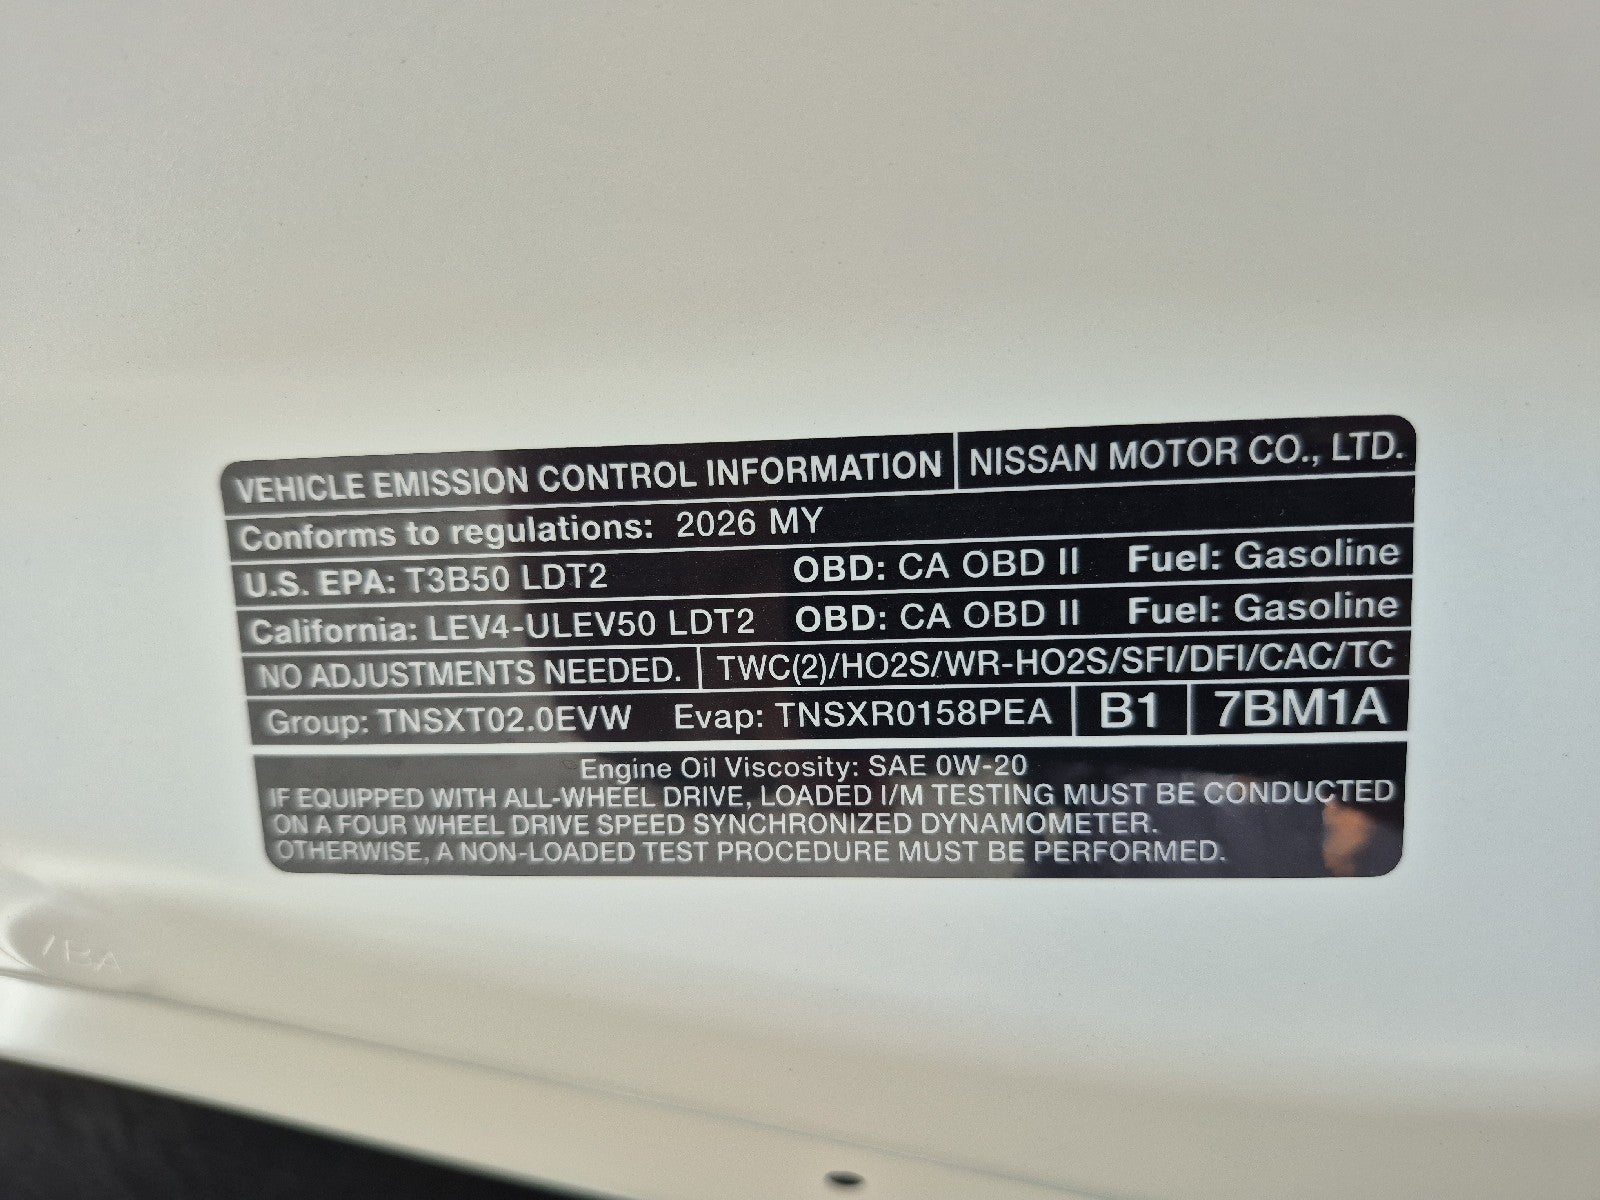 VEHICLE EMISSION CONTROL INFORMATION NISSAN MOTOR CO., LTD.
Conforms to regulations: 2026 MY
U.S. EPA: T3B50 LDT2 OBD: CA OBD II Fuel: Gasoline
California: LEV4-ULEV50 LDT2 OBD: CA OBD II Fuel: Gasoline
NO ADJUSTMENTS NEEDED. TWC(2)/HO2S/WR-HO2S/SFI/DFI/CAC/TC
Group: TNSXT02.0EVW Evap: TNSXR0158PEA B1 7BM1A
Engine Oil Viscosity: SAE 0W-20
IF EQUIPPED WITH ALL-WHEEL DRIVE, LOADED I/M TESTING MUST BE CONDUCTED
ON A FOUR WHEEL DRIVE SPEED SYNCHRONIZED DYNAMOMETER.
OTHERWISE, A NON-LOADED TEST PROCEDURE MUST BE PERFORMED.